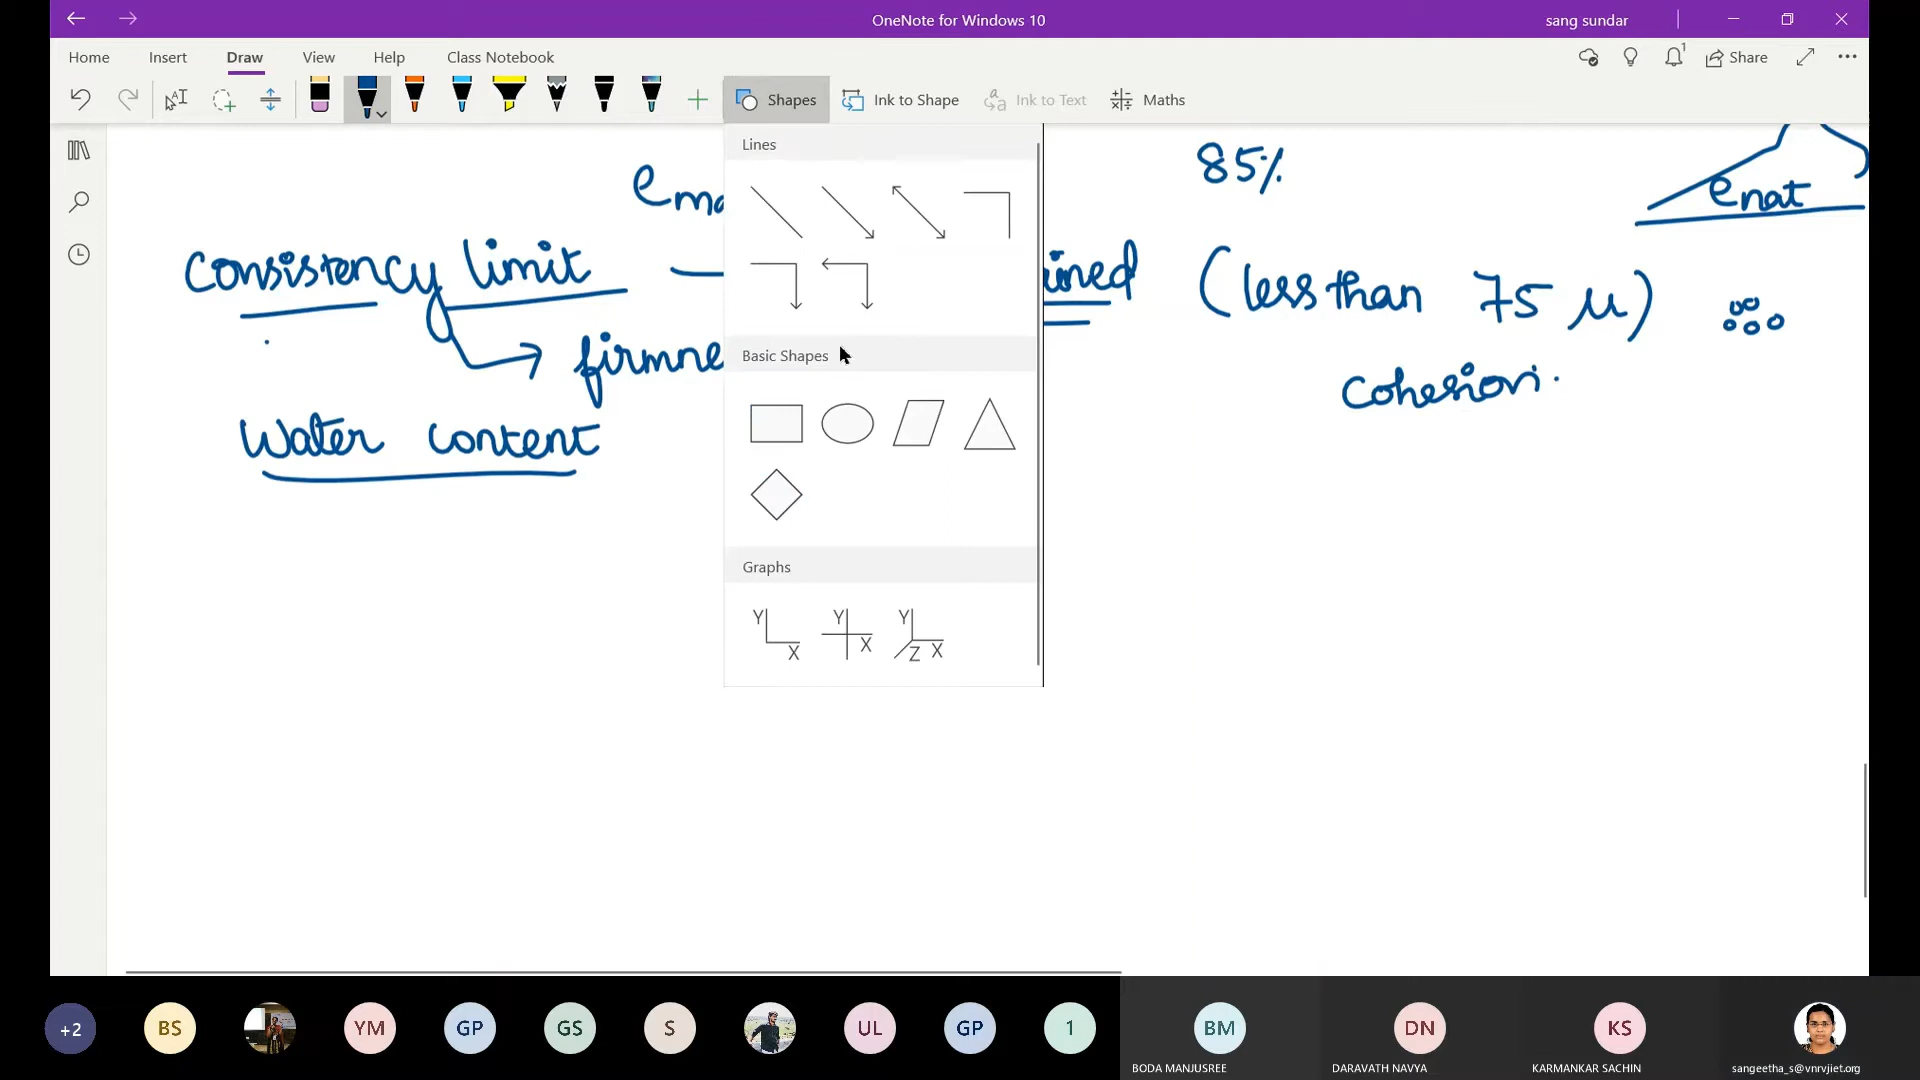 OneNote for Windows 10
sang sundar
Home Insert Draw View Help Class Notebook
1
Share
Shapes Ink to Shape Ink to Text Maths
Lines
85%
ema
enat
Consistency limit
ined (less than 75 μ)
Basic Shapes
firmne
cohesion.
Water content
Graphs
Y X Y X Y Z X
+2 BS YM GP GS S UL GP 1 BM DN KS
BODA MANJUSREE DARAVATH NAVYA KARMANKAR SACHIN sangeetha_s@vnrvjiet.org